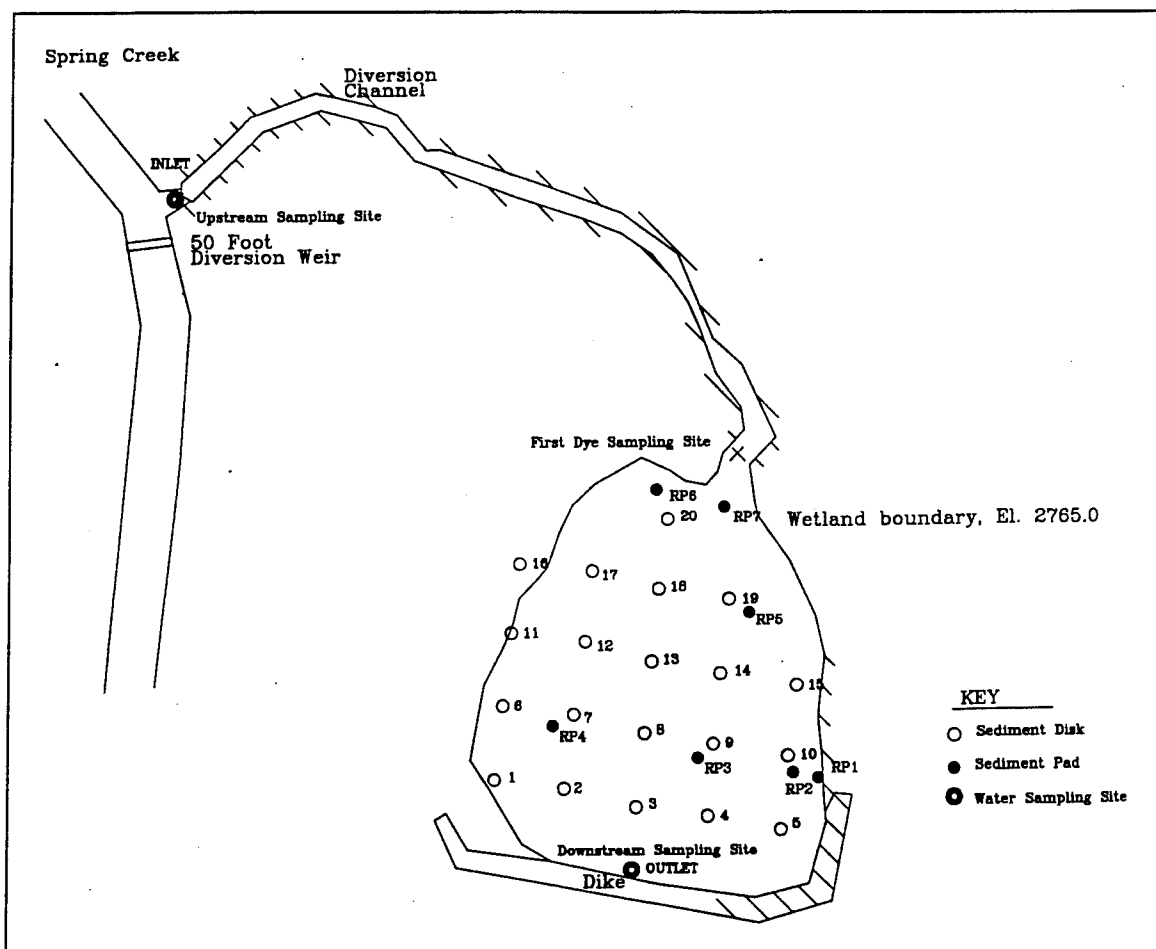 Spring Creek
Diversion
Channel
INLET
Upstream Sampling Site
50 Foot
Diversion Weir
First Dye Sampling Site
RP6
20
RP7
Wetland boundary, El. 2765.0
16
17
18
19
RP5
11
12
13
14
15
6
7
RP4
8
9
RP3
10
RP2
RP1
1
2
3
4
5
Downstream Sampling Site
OUTLET
Dike
KEY
Sediment Disk
Sediment Pad
Water Sampling Site